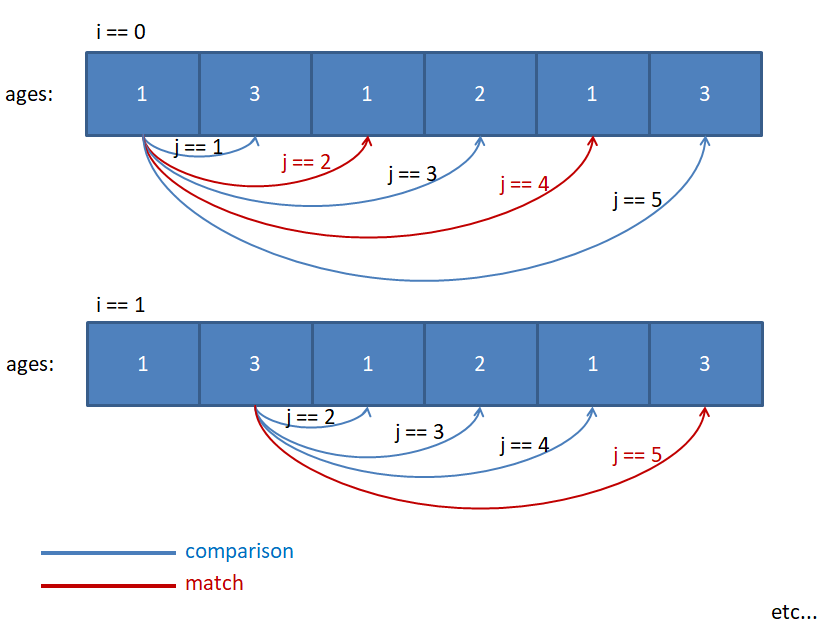 i == 0
ages: 1 3 1 2 1 3
j == 1
j == 2
j == 3
j == 4
j == 5
i == 1
ages: 1 3 1 2 1 3
j == 2
j == 3
j == 4
j == 5
comparison
match
etc...